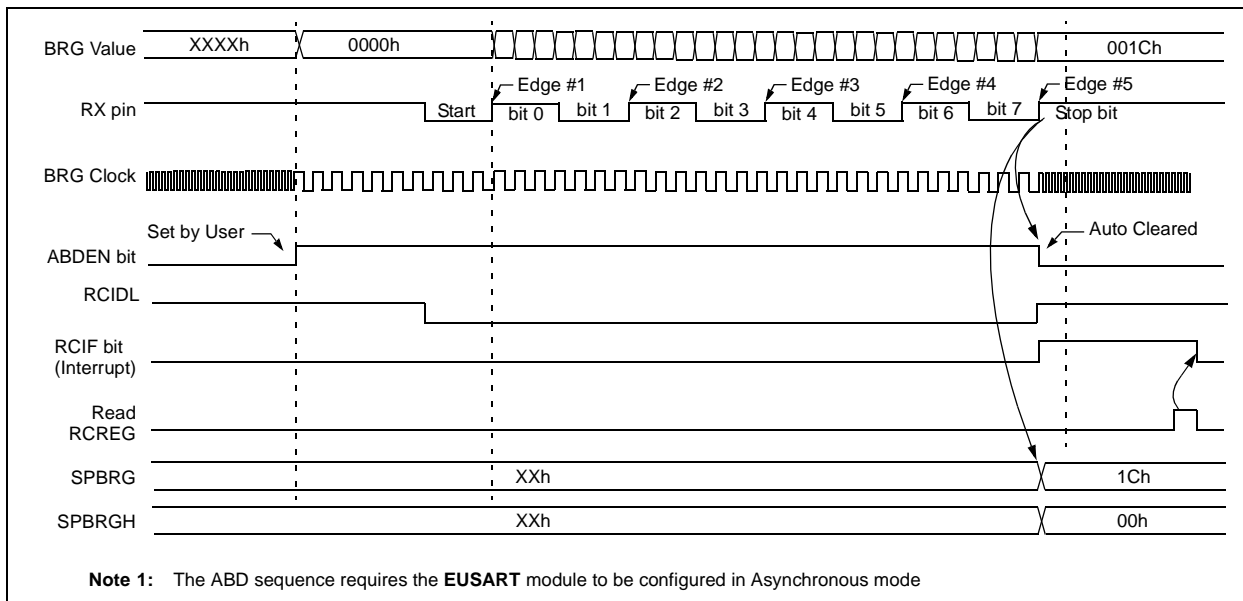 BRG Value XXXXh 0000h 001Ch
Edge #1 Edge #2 Edge #3 Edge #4 Edge #5
RX pin Start bit 0 bit 1 bit 2 bit 3 bit 4 bit 5 bit 6 bit 7 Stop bit
BRG Clock
Set by User Auto Cleared
ABDEN bit
RCIDL
RCIF bit
(Interrupt)
Read
RCREG
SPBRG XXh 1Ch
SPBRGH XXh 00h
Note 1: The ABD sequence requires the EUSART module to be configured in Asynchronous mode